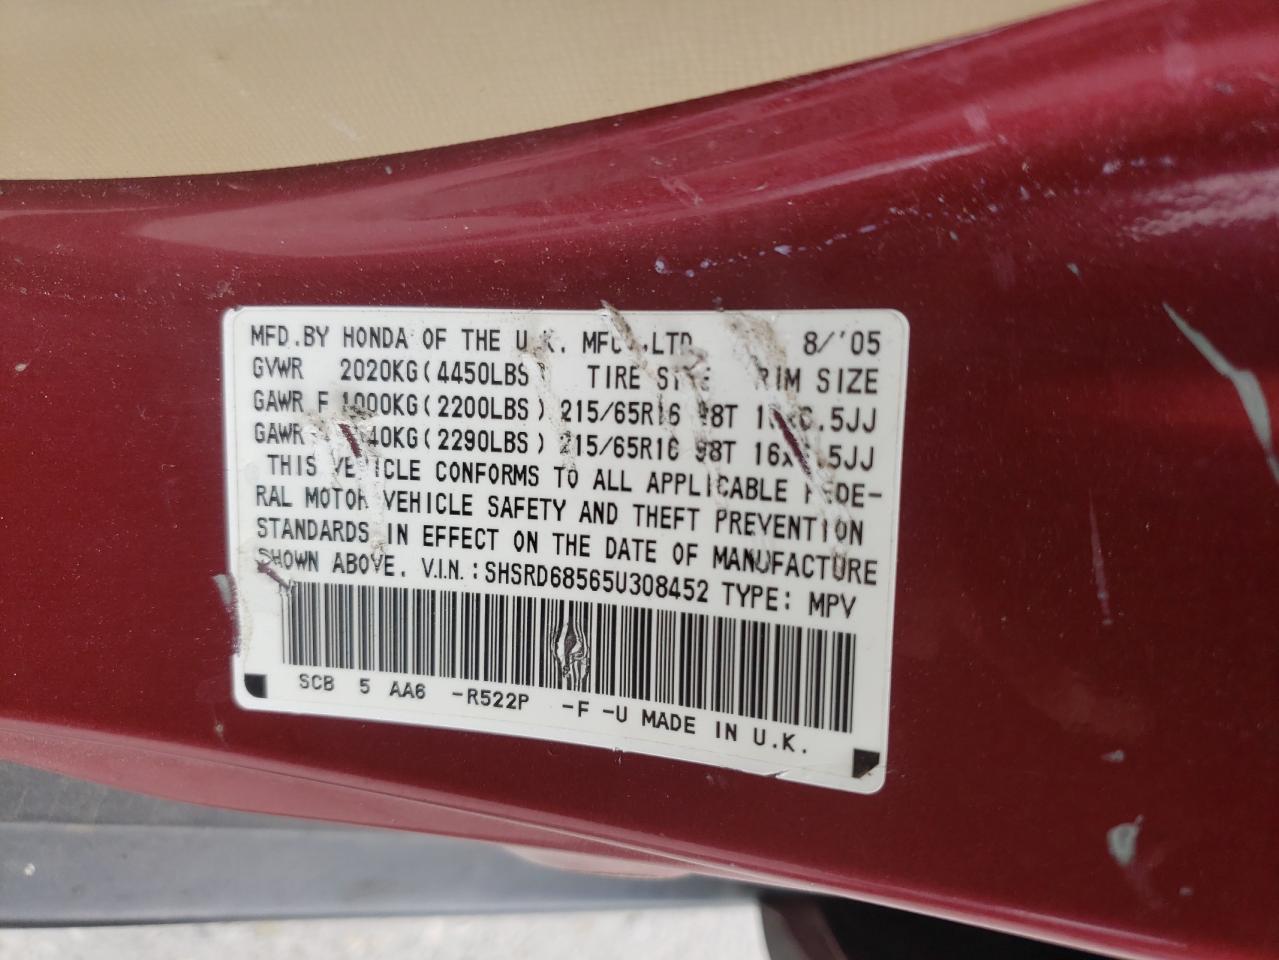 MFD.BY HONDA OF THE LTD 8/'05
GVWR 2020KG(4450LBS) TIRE RIM SIZE
GAWR F 1000KG(2200LBS) 215/65R16 98T
GAWR 215/65R16 98T
THIS VEHICLE CONFORMS TO ALL APPLICABLE FEDE-
RAL MOTOR VEHICLE SAFETY AND THEFT PREVENTION
STANDARDS IN EFFECT ON THE DATE OF MANUFACTURE
SHOWN ABOVE. V.I.N.:SHSRD68565U308452 TYPE: MPV
SCB 5 AA6 -R522P -F -U MADE IN U.K.